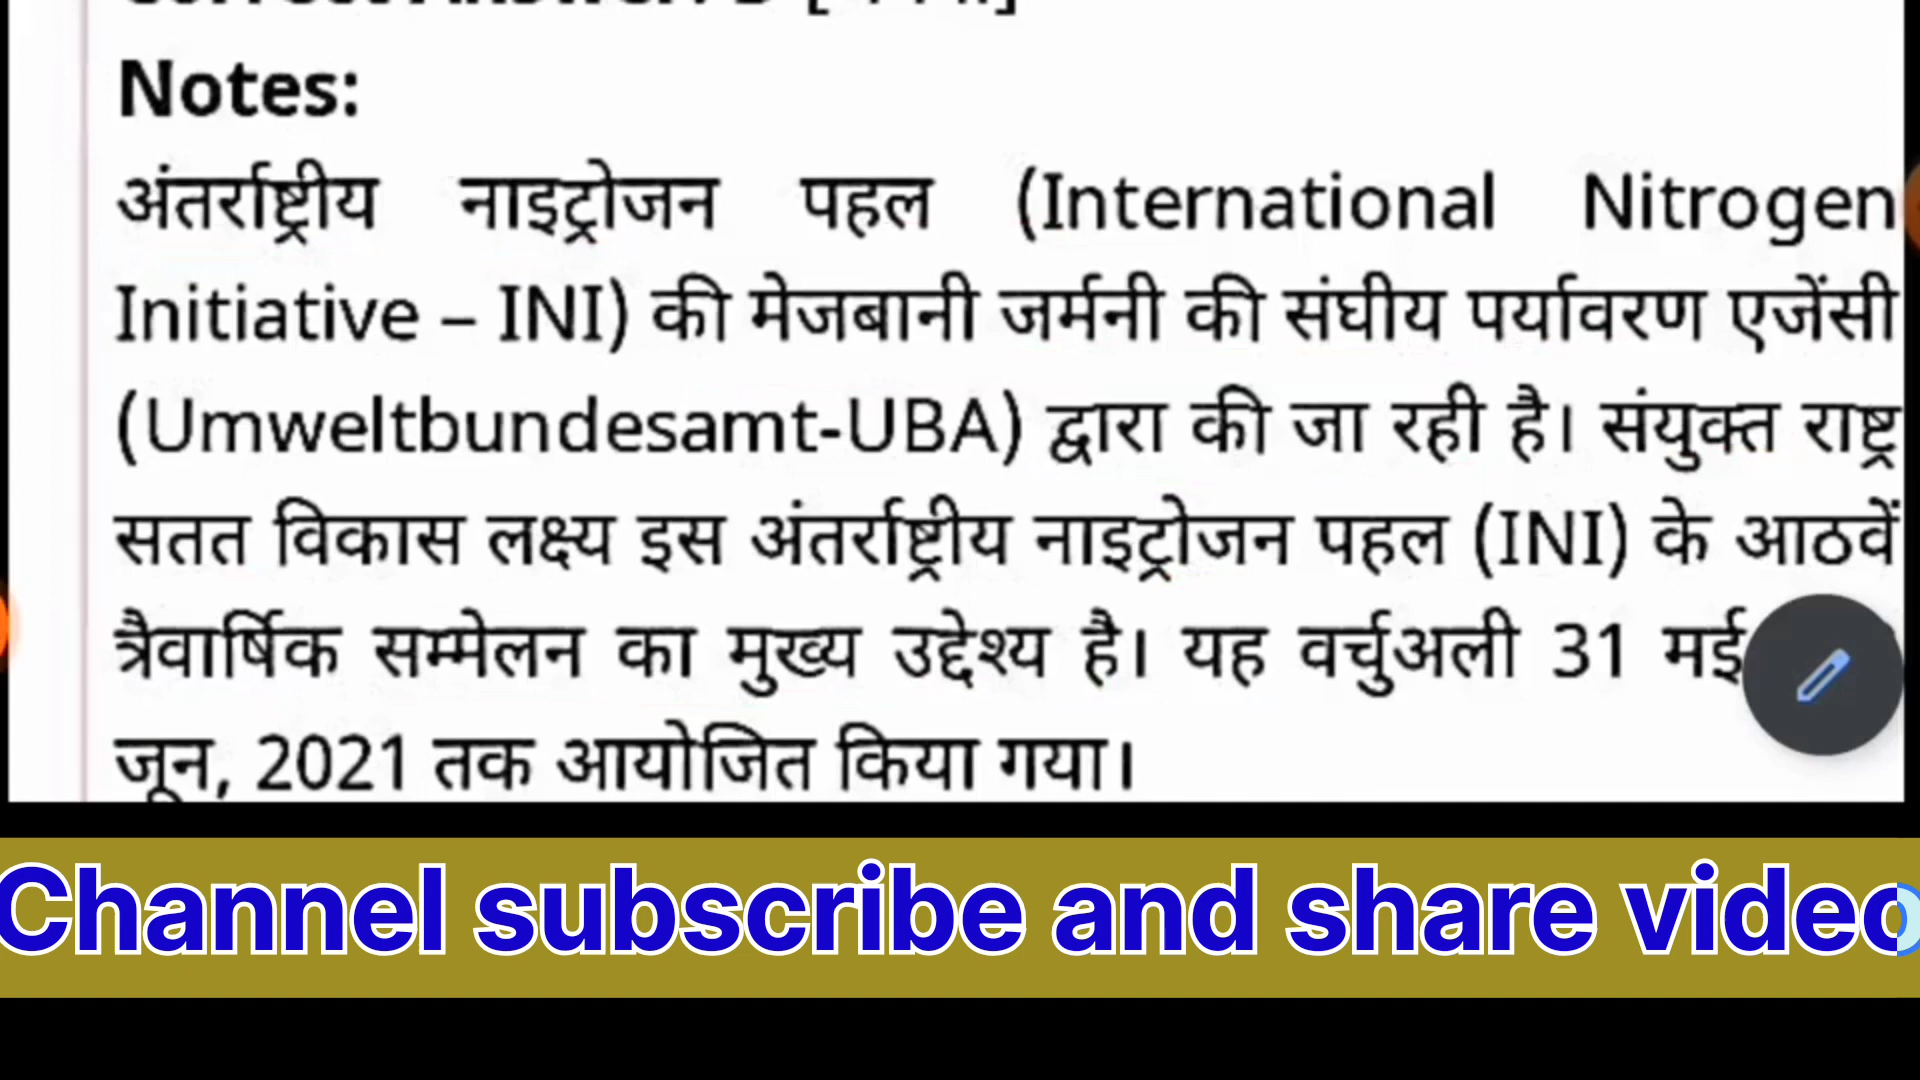 Notes:
अंतर्राष्ट्रीय नाइट्रोजन पहल (International Nitrogen
Initiative – INI) की मेजबानी जर्मनी की संघीय पर्यावरण एजेंसी
(Umweltbundesamt-UBA) द्वारा की जा रही है। संयुक्त राष्ट्र
सतत विकास लक्ष्य इस अंतर्राष्ट्रीय नाइट्रोजन पहल (INI) के आठवें
त्रैवार्षिक सम्मेलन का मुख्य उद्देश्य है। यह वर्चुअली 31 मई
जून, 2021 तक आयोजित किया गया।
Channel subscribe and share video